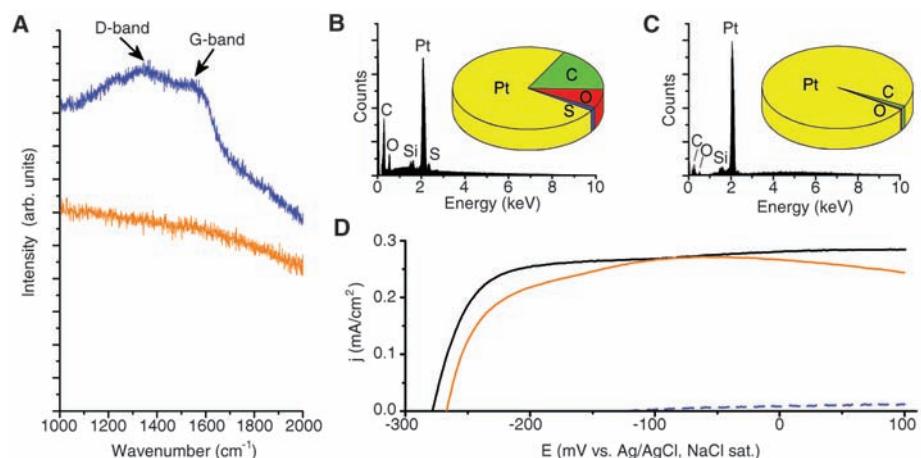 A
D-band
G-band
Intensity (arb. units)
1000 1200 1400 1600 1800 2000
Wavenumber (cm-1)
B
Counts
Pt
C
O
Si
S
Pt
C
O
S
0 2 4 6 8 10
Energy (keV)
C
Counts
Pt
C
O
Si
Pt
C
O
0 2 4 6 8 10
Energy (keV)
D
j (mA/cm2)
0.3
0.2
0.1
0.0
-300 -200 -100 0 100
E (mV vs. Ag/AgCl, NaCl sat.)